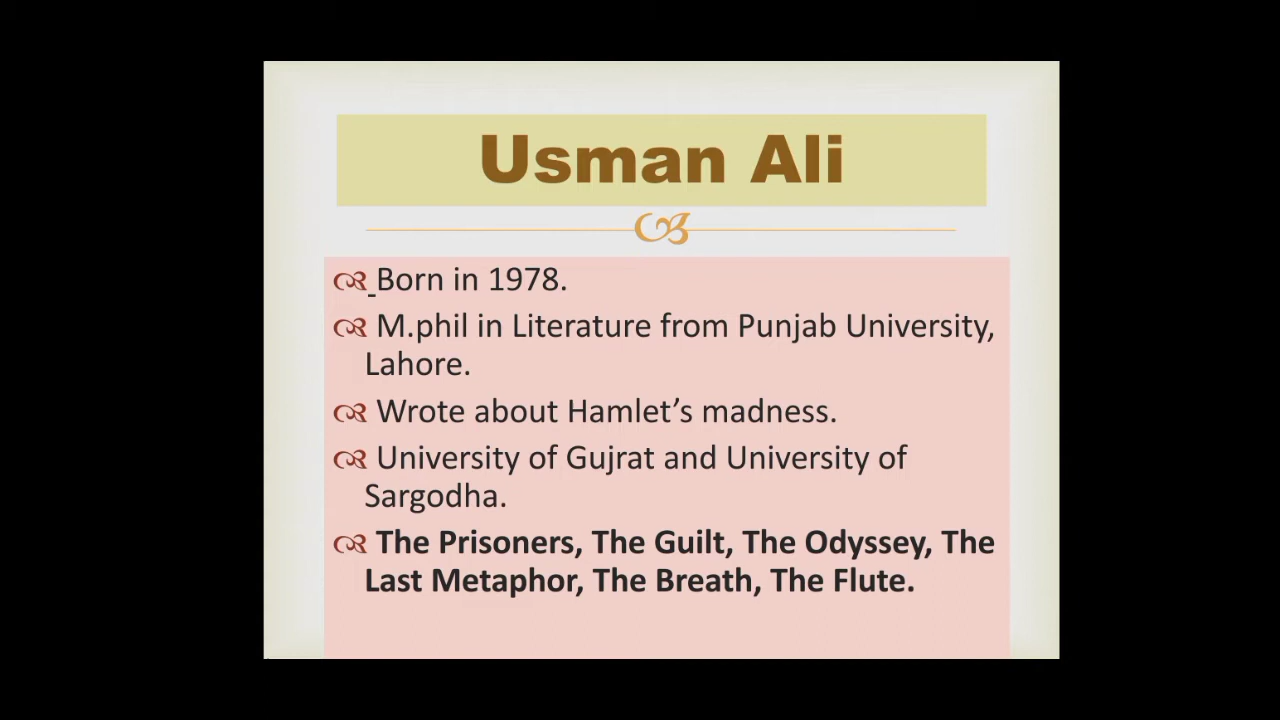 Usman Ali
Born in 1978.
M.phil in Literature from Punjab University,
Lahore.
Wrote about Hamlet’s madness.
University of Gujrat and University of
Sargodha.
The Prisoners, The Guilt, The Odyssey, The
Last Metaphor, The Breath, The Flute.